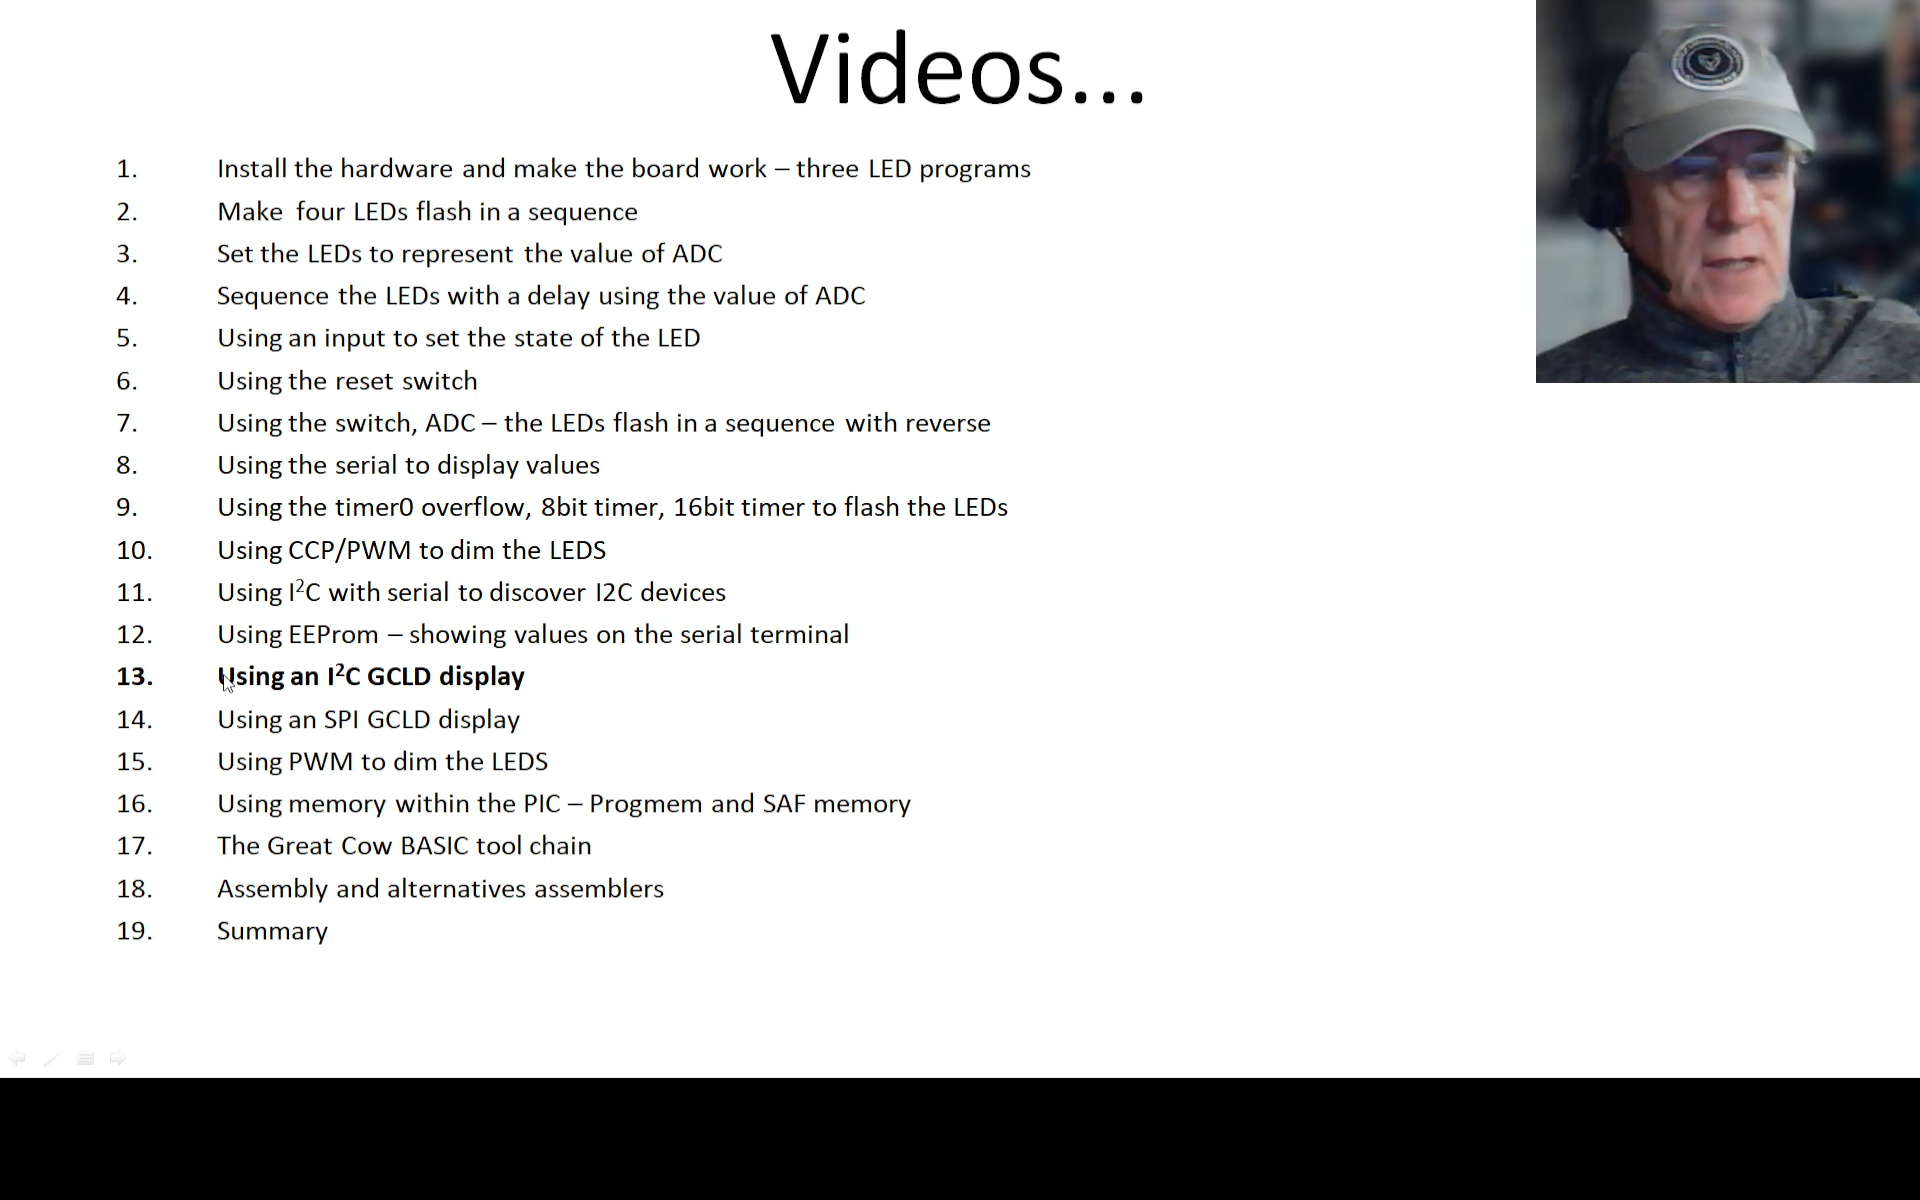 Videos...
1. Install the hardware and make the board work – three LED programs
2. Make four LEDs flash in a sequence
3. Set the LEDs to represent the value of ADC
4. Sequence the LEDs with a delay using the value of ADC
5. Using an input to set the state of the LED
6. Using the reset switch
7. Using the switch, ADC – the LEDs flash in a sequence with reverse
8. Using the serial to display values
9. Using the timer0 overflow, 8bit timer, 16bit timer to flash the LEDs
10. Using CCP/PWM to dim the LEDS
11. Using I²C with serial to discover I2C devices
12. Using EEProm – showing values on the serial terminal
13. Using an I²C GCLD display
14. Using an SPI GCLD display
15. Using PWM to dim the LEDS
16. Using memory within the PIC – Progmem and SAF memory
17. The Great Cow BASIC tool chain
18. Assembly and alternatives assemblers
19. Summary